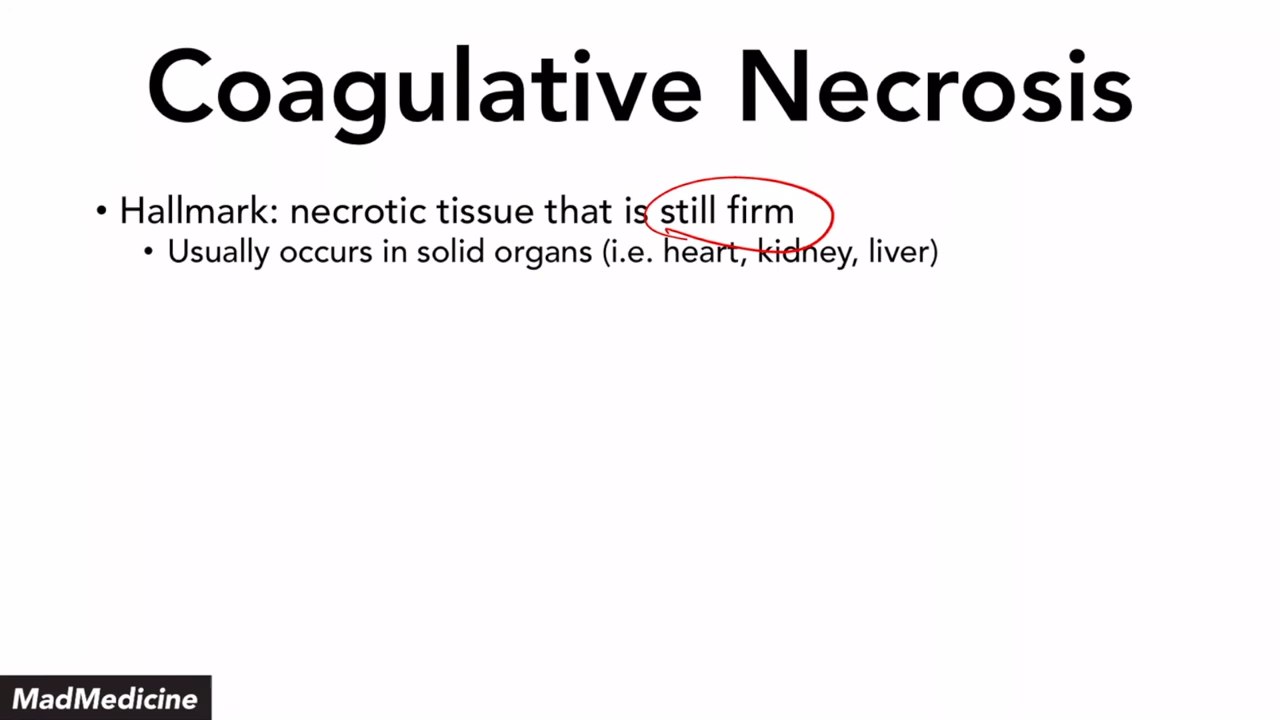 Coagulative Necrosis
• Hallmark: necrotic tissue that is still firm
• Usually occurs in solid organs (i.e. heart, kidney, liver)
MadMedicine